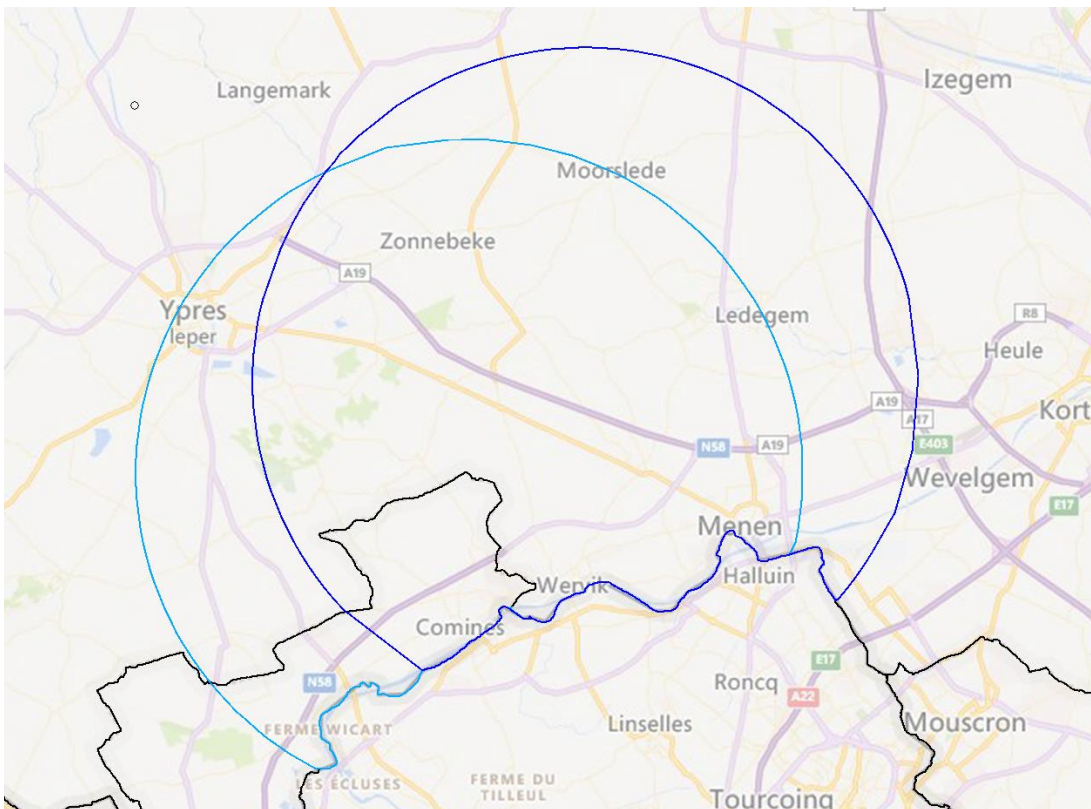 Izegem
Langemark
Moorslede
Zonnebeke
A19
Ypres
Ieper
Ledegem
R8
Heule
A19
A17
Kort
N58
A19
E403
Wevelgem
E17
Menen
Halluin
Wervik
Comines
E17
N58
Roncq
A22
Linselles
Mouscron
FERME WICART
LES ÉCLUSES
FERME DU
TILLEUL
Tourcoing